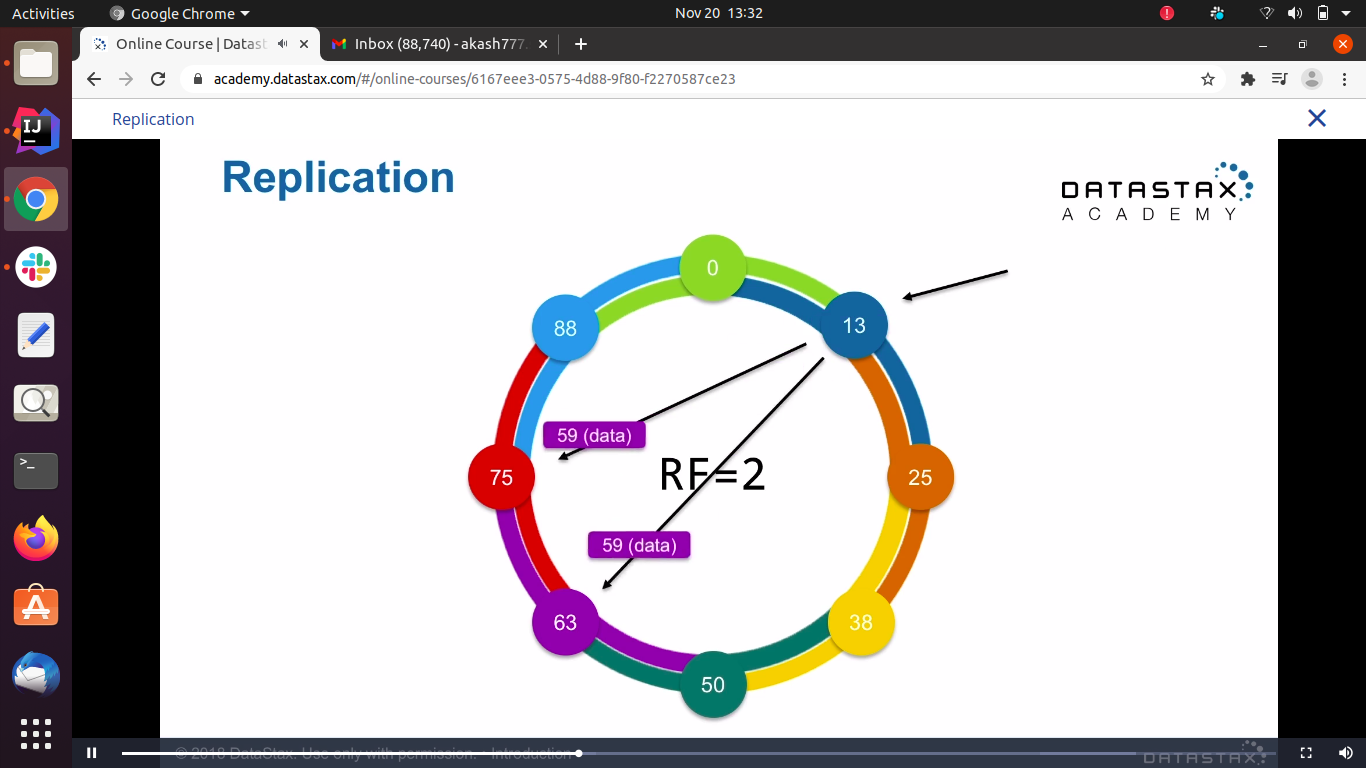 Activities
Google Chrome
Nov 20 13:32
Online Course | Datast
Inbox (88,740) - akash777.
academy.datastax.com/#/online-courses/6167eee3-0575-4d88-9f80-f2270587ce23
Replication
Replication
DATASTAX
ACADEMY
0
88
13
59 (data)
RF=2
75
25
59 (data)
63
38
50
© 2018 DataStax. Use only with permission. • Introduction
DATASTAX